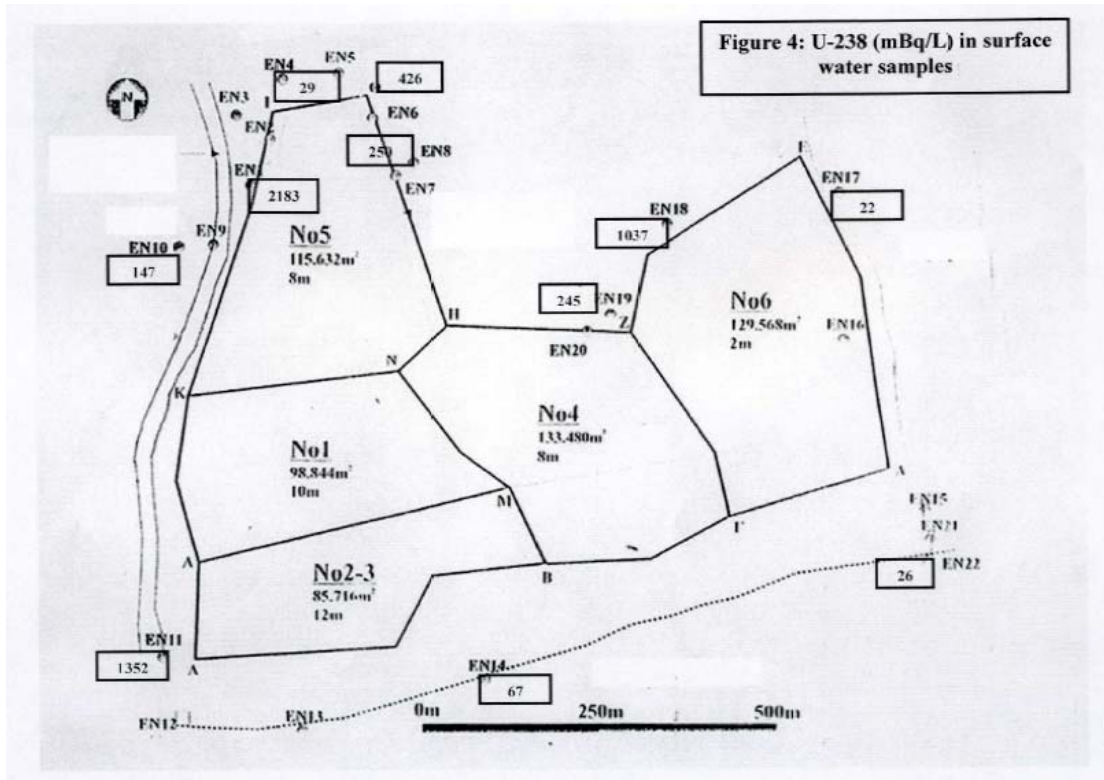 Figure 4: U-238 (mBq/L) in surface
water samples
N
EN4
EN5
29
426
EN3
EN2
I
EN6
250
EN8
EN7
EN
2183
E
EN17
22
EN18
1037
EN10
EN9
147
No5
115.632m²
8m
245
EN19
No6
129.568m²
2m
EN16
H
Z
EN20
N
K
No4
133.480m²
8m
No1
98.844m²
10m
M
Δ
Γ
EN15
EN21
EN22
26
A
No2-3
85.716m²
12m
B
EN11
1352
Λ
EN14
67
EN12
EN13
0m
250m
500m